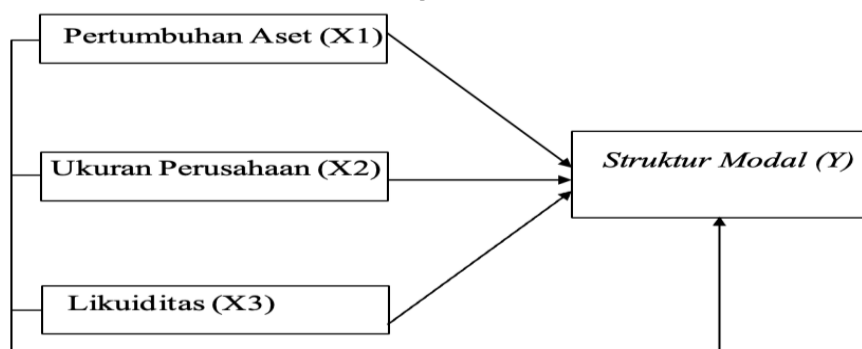 Pertumbuhan Aset (X1)
Ukuran Perusahaan (X2)
Struktur Modal (Y)
Likuiditas (X3)